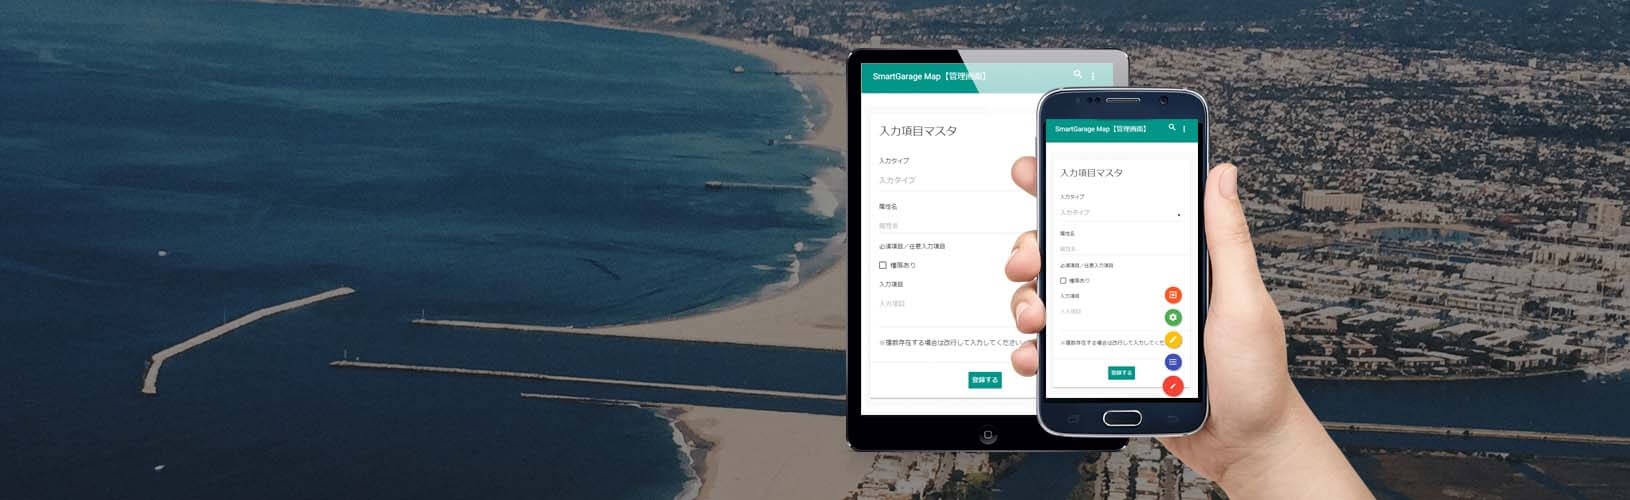 SmartGarage Map【管理画面】
入力項目マスタ
入力タイプ
入力タイプ
属性名
属性名
必須項目／任意入力項目
権限あり
入力項目
入力項目
※複数存在する場合は改行して入力してください
登録する
SmartGarage Map【管理画面】
入力項目マスタ
入力タイプ
入力タイプ
属性名
属性名
必須項目／任意入力項目
権限あり
入力項目
入力項目
※複数存在する場合は改行して入力してくだ
登録する